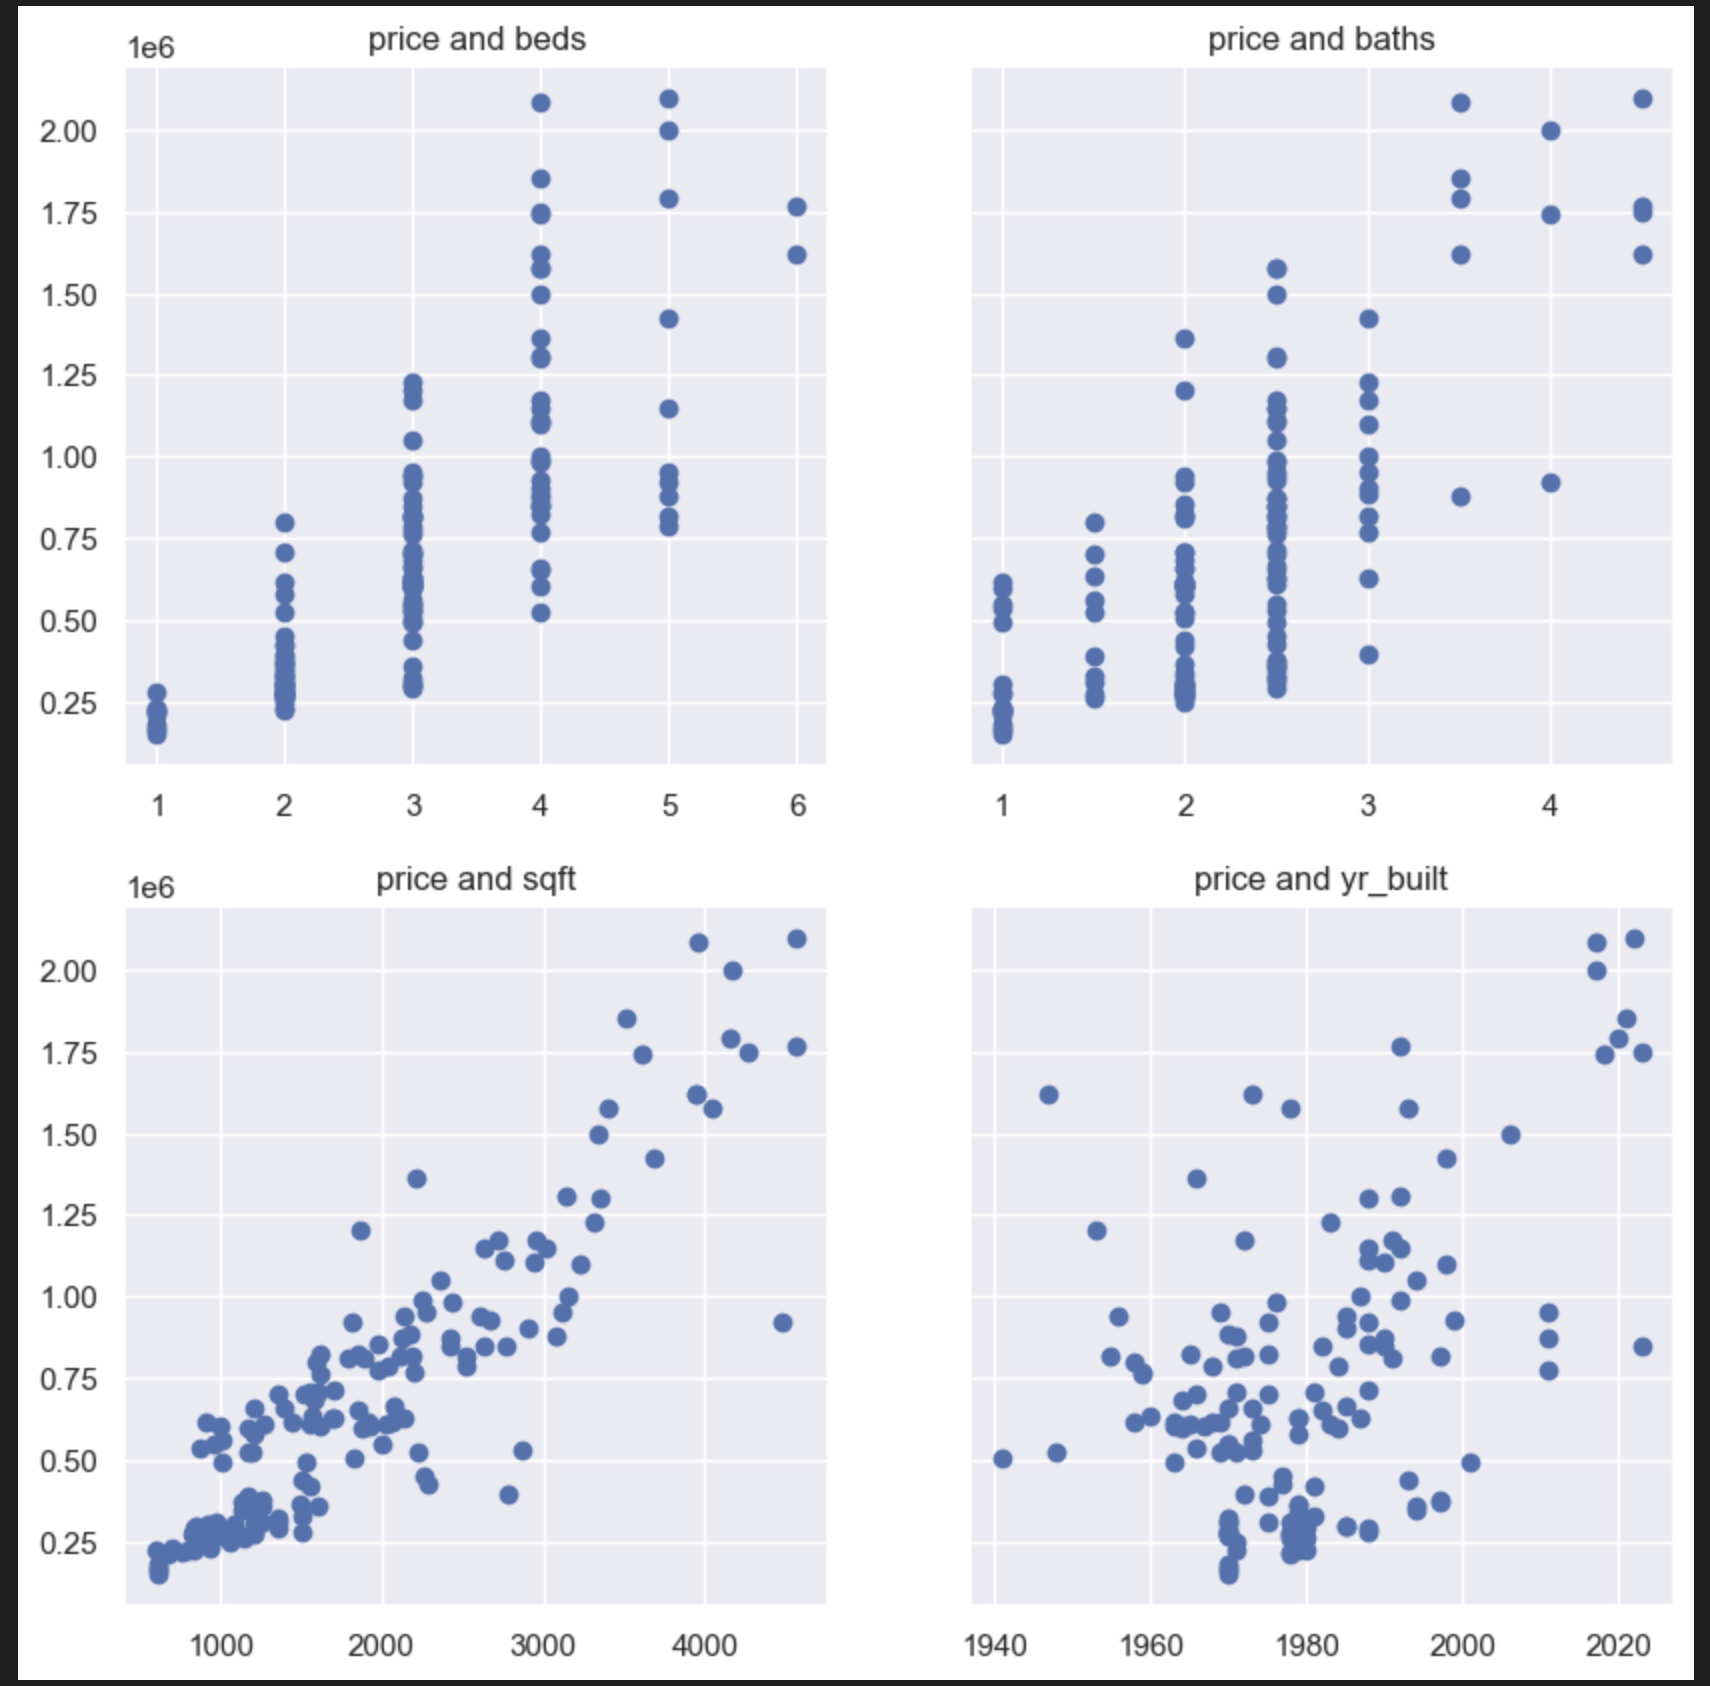 price and beds
price and baths
1e6
2.00
1.75
1.50
1.25
1.00
0.75
0.50
0.25
1 2 3 4 5 6
1 2 3 4
price and sqft
price and yr_built
1e6
2.00
1.75
1.50
1.25
1.00
0.75
0.50
0.25
1000 2000 3000 4000
1940 1960 1980 2000 2020